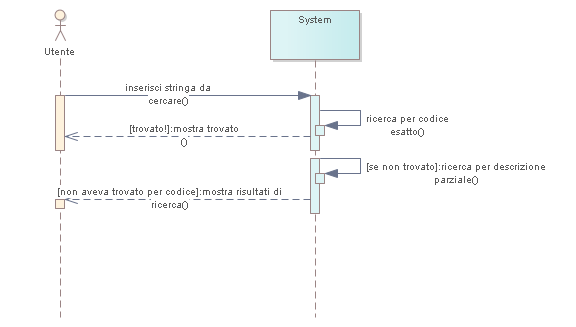 System
Utente
inserisci stringa da
cercare()
ricerca per codice
esatto()
[trovato!]:mostra trovato
()
[se non trovato]:ricerca per descrizione
parziale()
[non aveva trovato per codice]:mostra risultati di
ricerca()